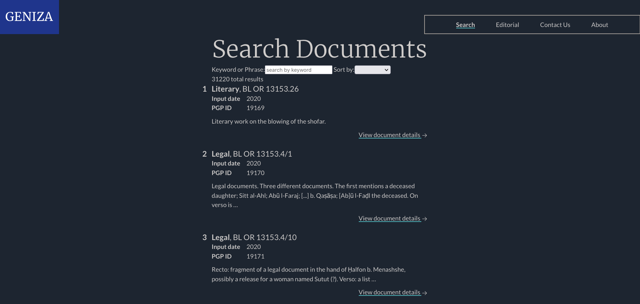 GENIZA
Search Editorial Contact Us About
Search Documents
Keyword or Phrase: search by keyword Sort by:
31220 total results
1 Literary, BL OR 13153.26
Input date 2020
PGP ID 19169
Literary work on the blowing of the shofar.
View document details →
2 Legal, BL OR 13153.4/1
Input date 2020
PGP ID 19170
Legal documents. Three different documents. The first mentions a deceased
daughter; Sitt al-Ahl; Abū l-Faraj; [...] b. Qaṣāṣa; [Ab]ū l-Faḍl the deceased. On
verso is ...
View document details →
3 Legal, BL OR 13153.4/10
Input date 2020
PGP ID 19171
Recto: fragment of a legal document in the hand of Ḥalfon b. Menashshe,
possibly a release for a woman named Sutut (?). Verso: a list ...
View document details →